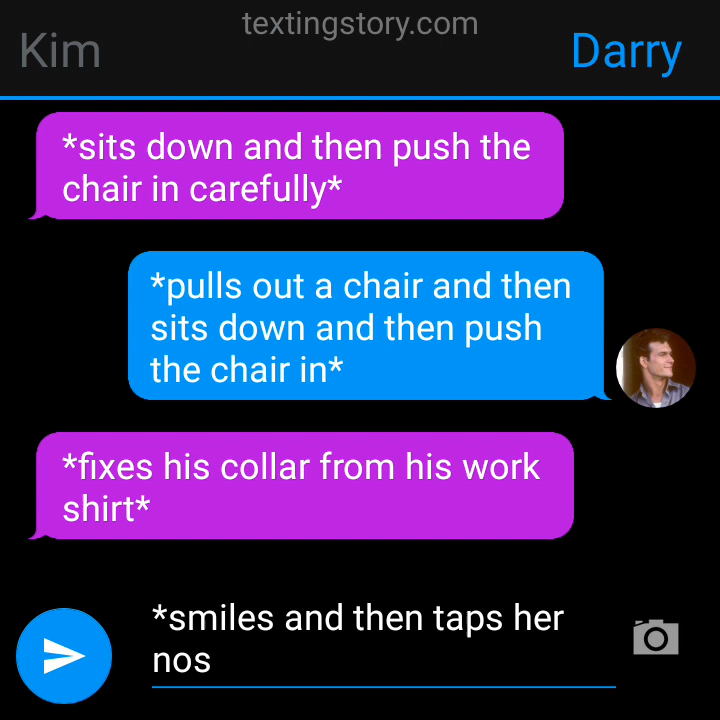 textingstory.com
Kim
Darry
*sits down and then push the
chair in carefully*
*pulls out a chair and then
sits down and then push
the chair in*
*fixes his collar from his work
shirt*
*smiles and then taps her
nos